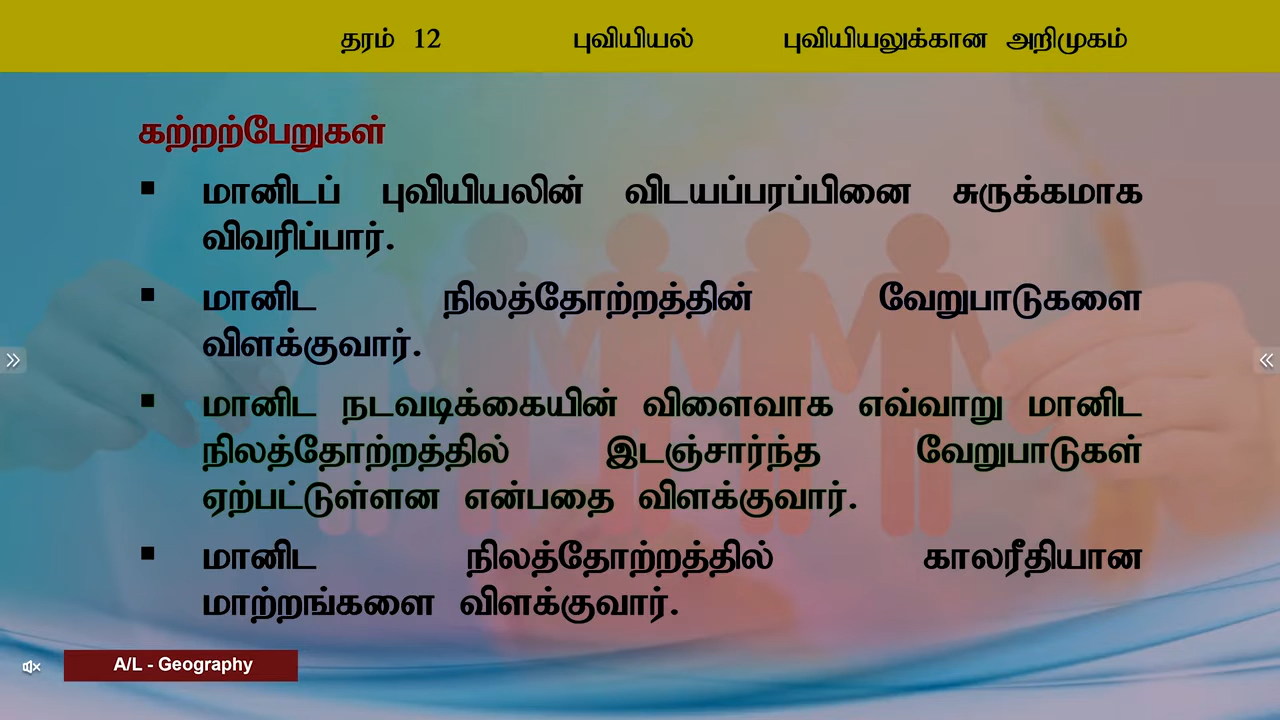 தரம் 12 புவியியல் புவியியலுக்கான அறிமுகம்
கற்றற்பேறுகள்
▪ மானிடப் புவியியலின் விடயப்பரப்பினை சுருக்கமாக
விவரிப்பார்.
▪ மானிட நிலத்தோற்றத்தின் வேறுபாடுகளை
விளக்குவார்.
▪ மானிட நடவடிக்கையின் விளைவாக எவ்வாறு மானிட
நிலத்தோற்றத்தில் இடஞ்சார்ந்த வேறுபாடுகள்
ஏற்பட்டுள்ளன என்பதை விளக்குவார்.
▪ மானிட நிலத்தோற்றத்தில் காலரீதியான
மாற்றங்களை விளக்குவார்.
A/L - Geography